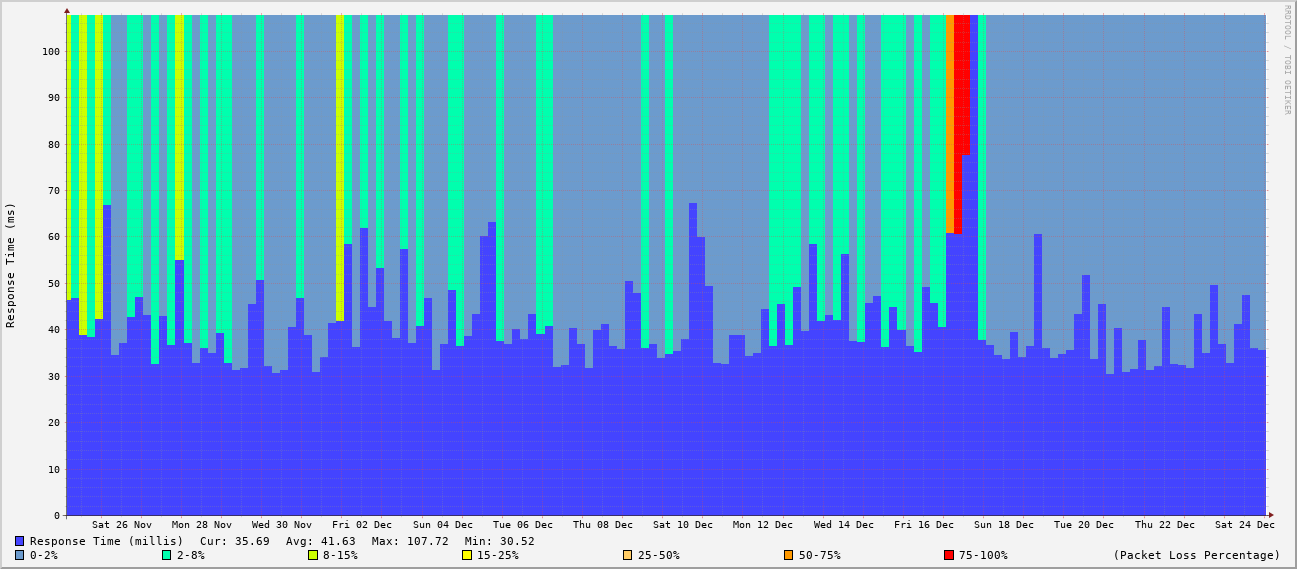 RRDTOOL / TOBI OETIKER
Response Time (ms)
100
90
80
70
60
50
40
30
20
10
0
Sat 26 Nov Mon 28 Nov Wed 30 Nov Fri 02 Dec Sun 04 Dec Tue 06 Dec Thu 08 Dec Sat 10 Dec Mon 12 Dec Wed 14 Dec Fri 16 Dec Sun 18 Dec Tue 20 Dec Thu 22 Dec Sat 24 Dec
Response Time (millis) Cur: 35.69 Avg: 41.63 Max: 107.72 Min: 30.52
0-2% 2-8% 8-15% 15-25% 25-50% 50-75% 75-100% (Packet Loss Percentage)